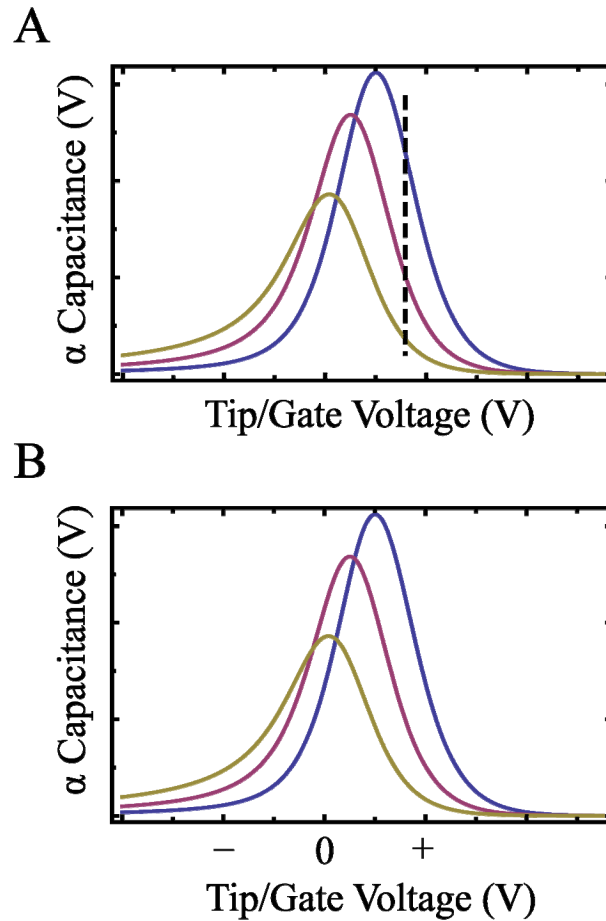 A
α Capacitance (V)
Tip/Gate Voltage (V)
B
α Capacitance (V)
− 0 +
Tip/Gate Voltage (V)